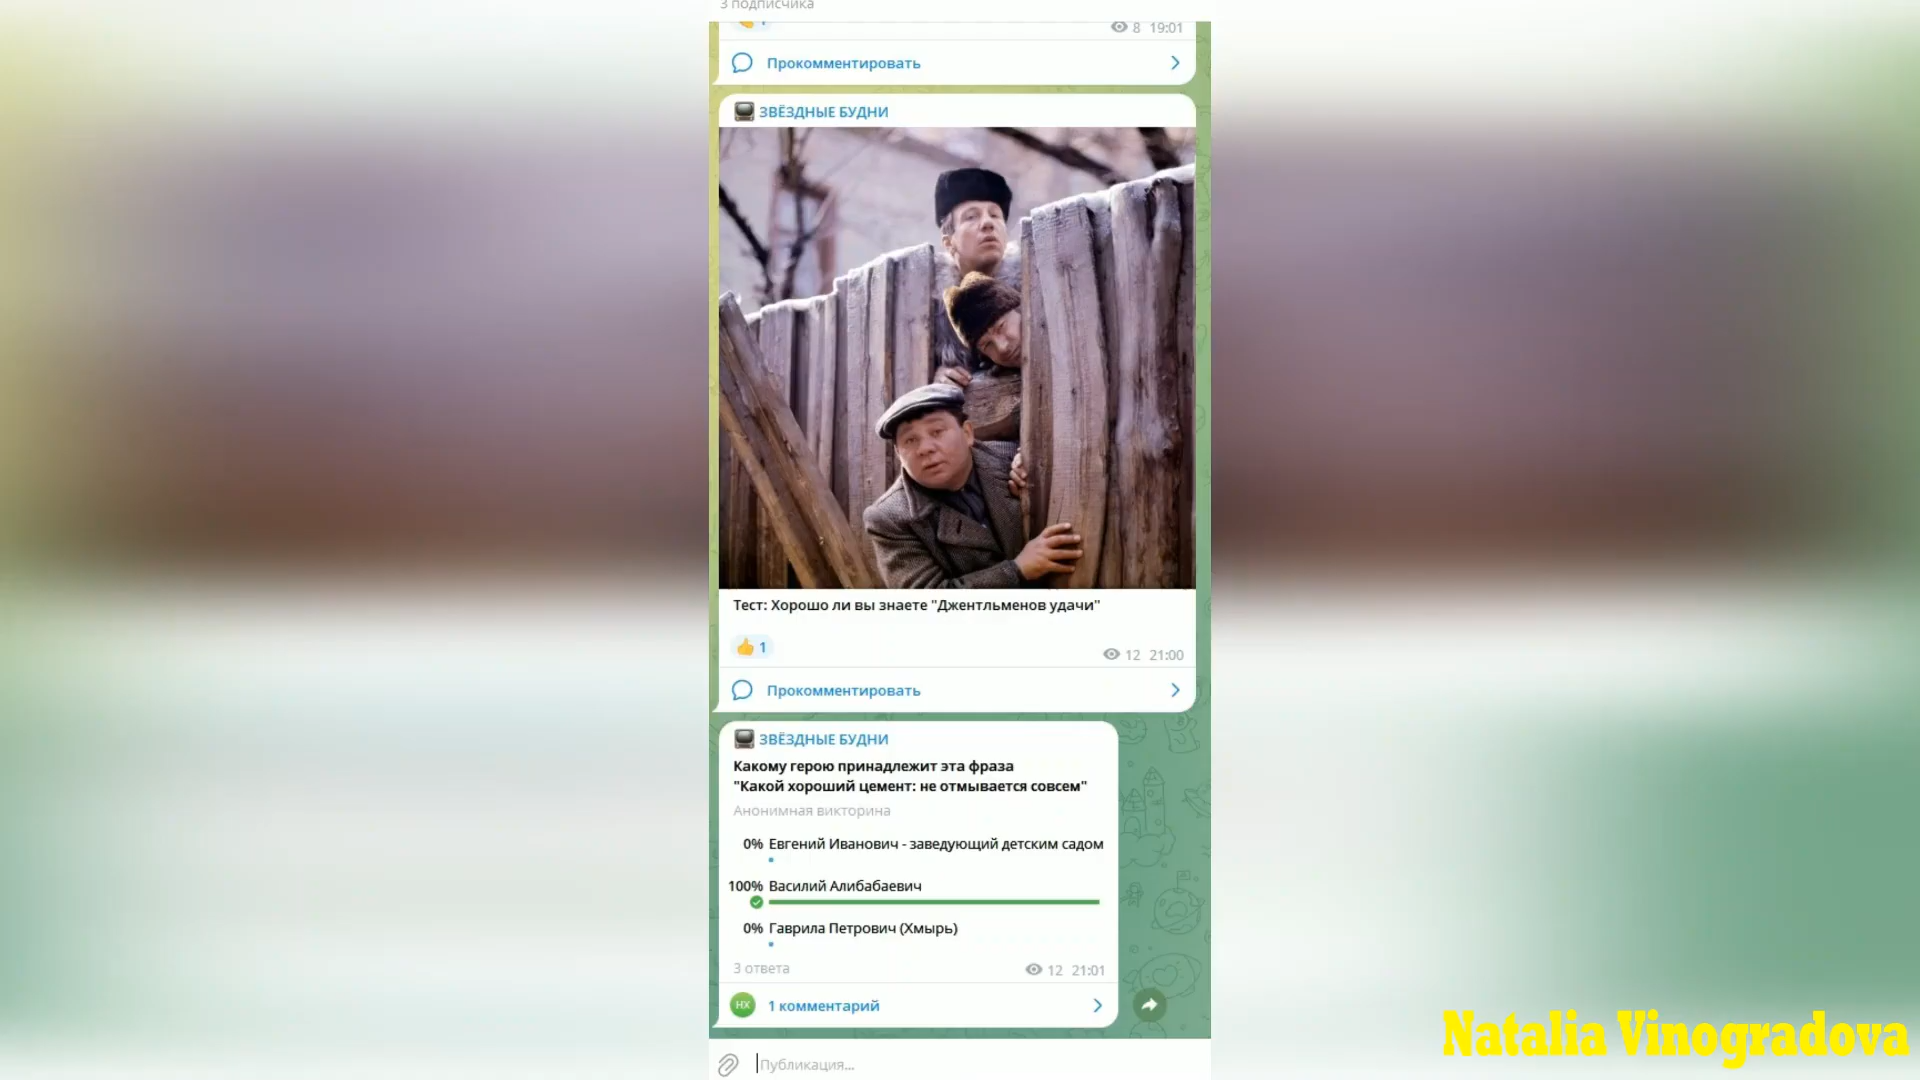 3 подписчика
1
8 19:01
Прокомментировать
ЗВЁЗДНЫЕ БУДНИ
Тест: Хорошо ли вы знаете "Джентльменов удачи"
1
12 21:00
Прокомментировать
ЗВЁЗДНЫЕ БУДНИ
Какому герою принадлежит эта фраза
"Какой хороший цемент: не отмывается совсем"
Анонимная викторина
0% Евгений Иванович - заведующий детским садом
100% Василий Алибабаевич
0% Гаврила Петрович (Хмырь)
3 ответа
12 21:01
НХ
1 комментарий
Публикация...
Natalia Vinogradova